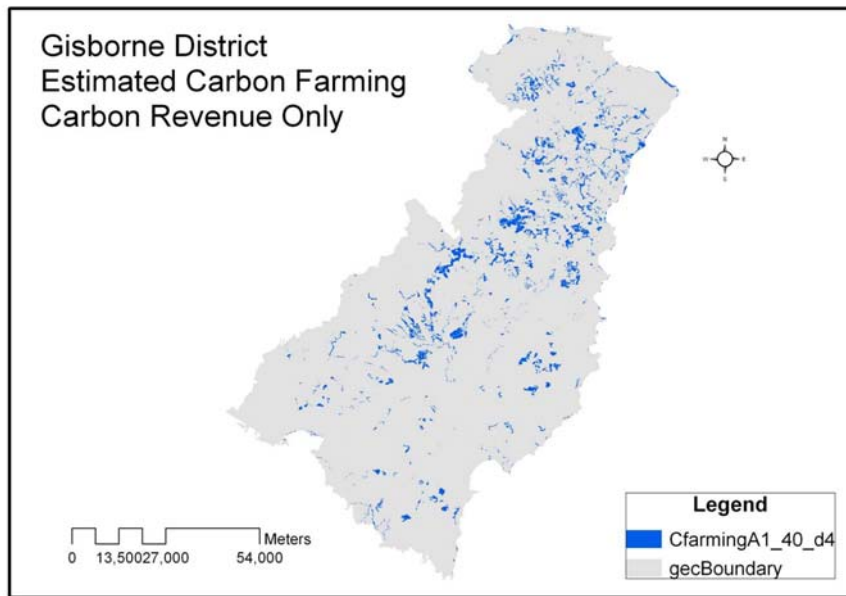 Gisborne District
Estimated Carbon Farming
Carbon Revenue Only
N
E
S
Legend
CfarmingA1_40_d4
gecBoundary
Meters
0 13,50027,000 54,000